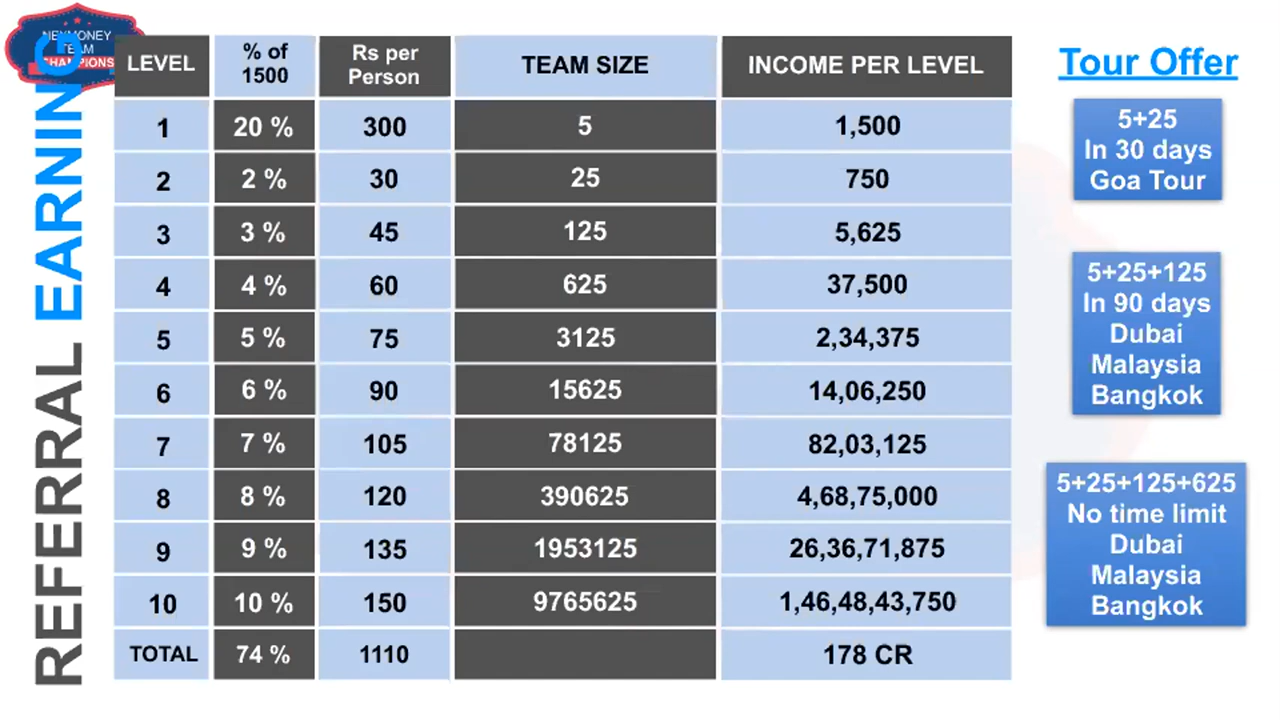 NEXMONEY
TEAM
CHAMPIONS
REFERRAL EARNING
LEVEL % of 1500 Rs per Person TEAM SIZE INCOME PER LEVEL
1 20 % 300 5 1,500
2 2 % 30 25 750
3 3 % 45 125 5,625
4 4 % 60 625 37,500
5 5 % 75 3125 2,34,375
6 6 % 90 15625 14,06,250
7 7 % 105 78125 82,03,125
8 8 % 120 390625 4,68,75,000
9 9 % 135 1953125 26,36,71,875
10 10 % 150 9765625 1,46,48,43,750
TOTAL 74 % 1110 178 CR
Tour Offer
5+25
In 30 days
Goa Tour
5+25+125
In 90 days
Dubai
Malaysia
Bangkok
5+25+125+625
No time limit
Dubai
Malaysia
Bangkok